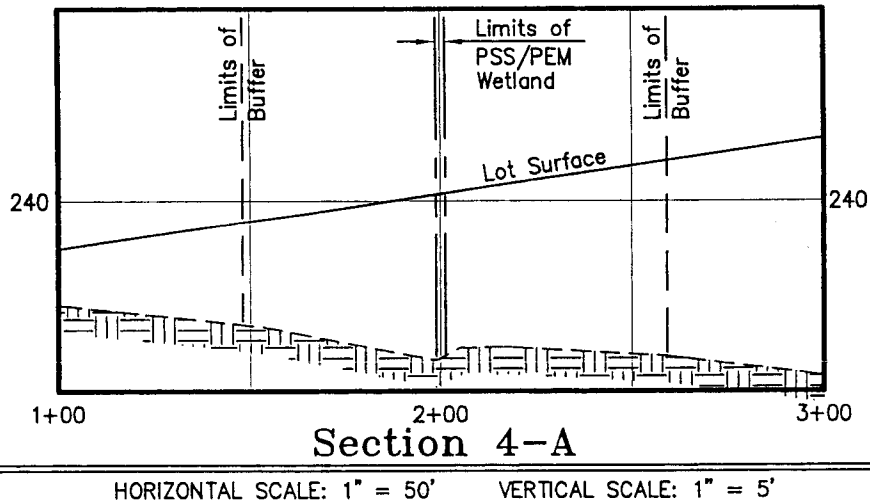 Limits of
Buffer
Limits of
PSS/PEM
Wetland
Limits of
Buffer
Lot Surface
240
240
1+00
2+00
3+00
Section 4-A
HORIZONTAL SCALE: 1" = 50' VERTICAL SCALE: 1" = 5'